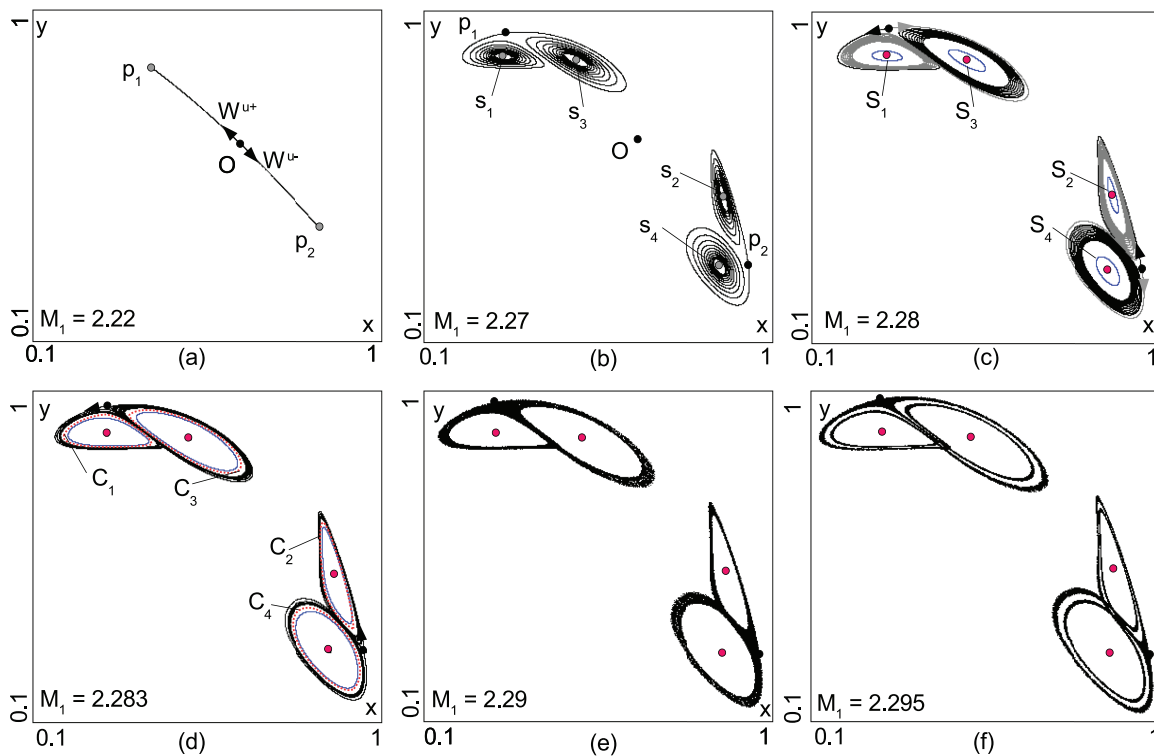 1
y
p1
W u+
O
W u-
p2
M1 = 2.22
x
0.1
0.1
(a)
1
1
y
p1
s1
s3
O
s2
s4
p2
M1 = 2.27
x
0.1
0.1
(b)
1
1
y
S1
S3
S2
S4
M1 = 2.28
x
0.1
0.1
(c)
1
1
y
C1
C3
C2
C4
M1 = 2.283
x
0.1
0.1
(d)
1
1
y
M1 = 2.29
x
0.1
0.1
(e)
1
1
y
M1 = 2.295
x
0.1
0.1
(f)
1